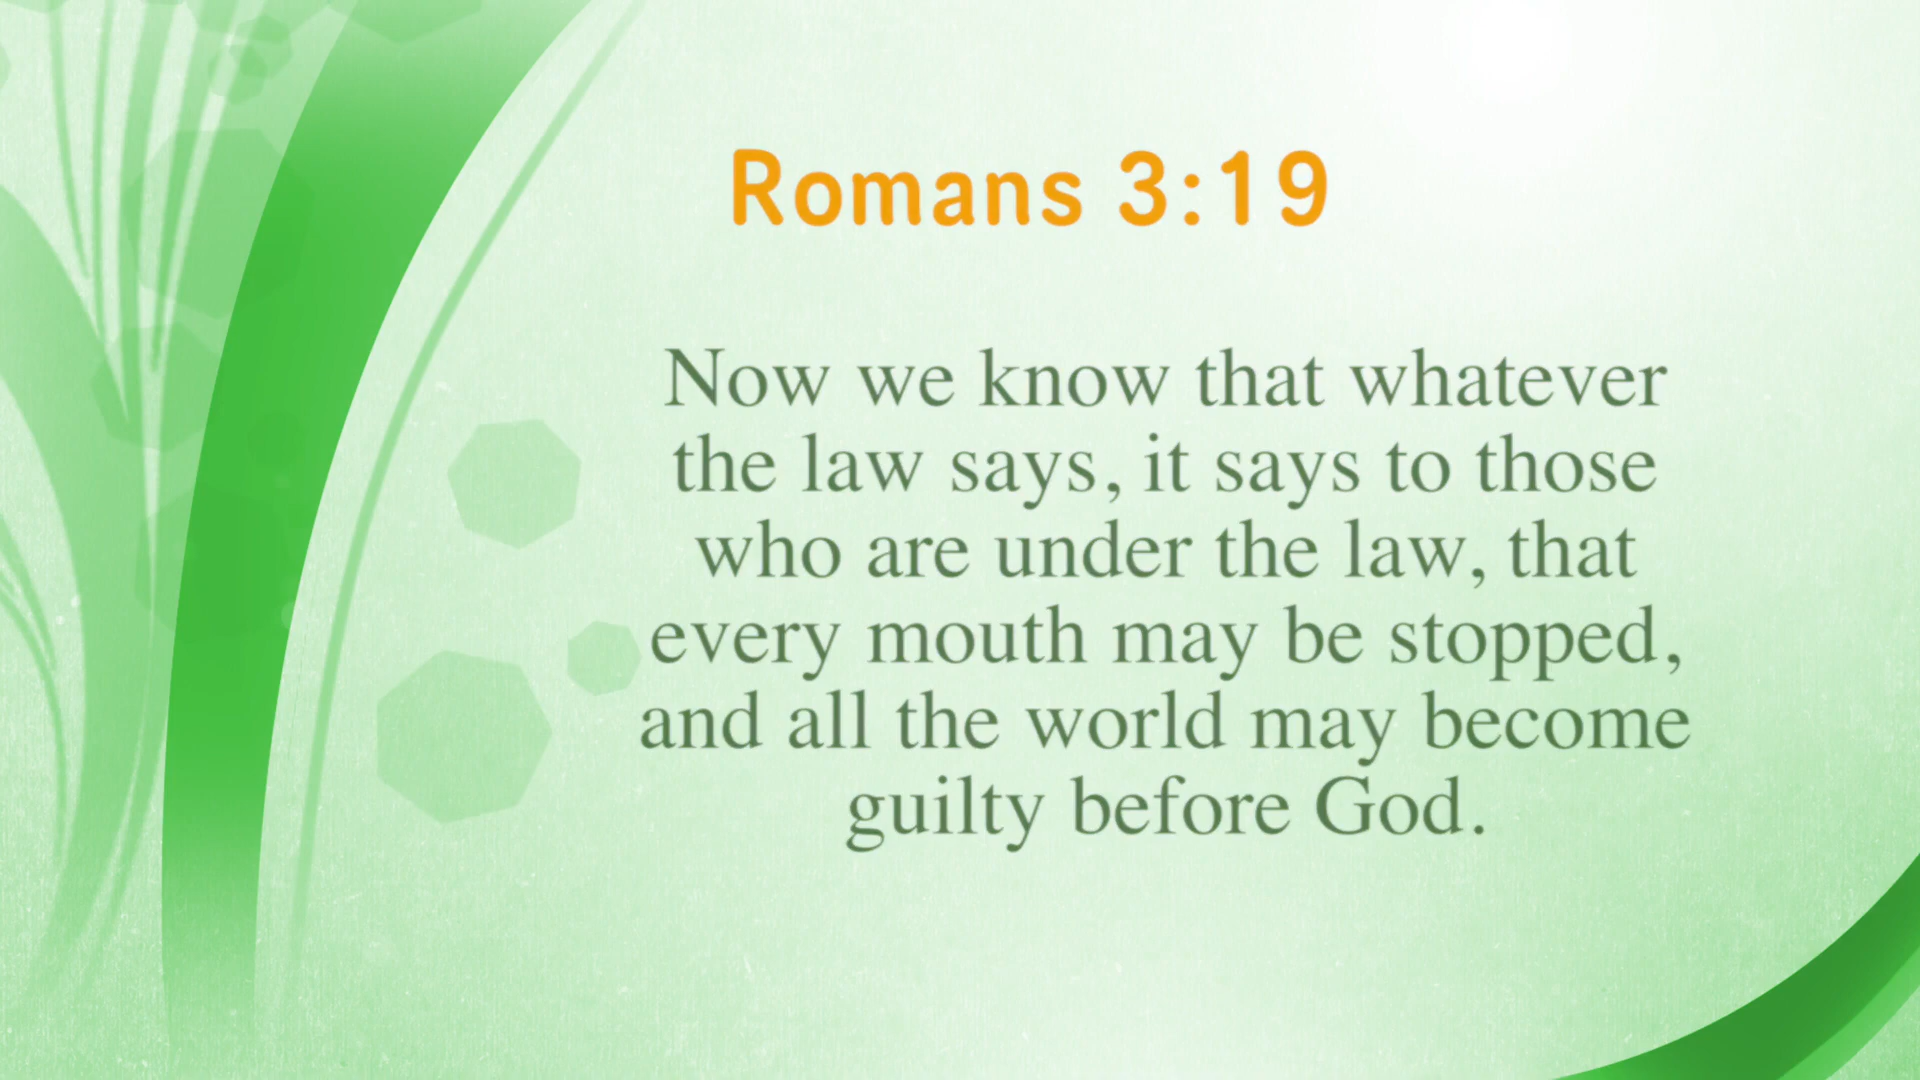 Romans 3:19
Now we know that whatever
the law says, it says to those
who are under the law, that
every mouth may be stopped,
and all the world may become
guilty before God.